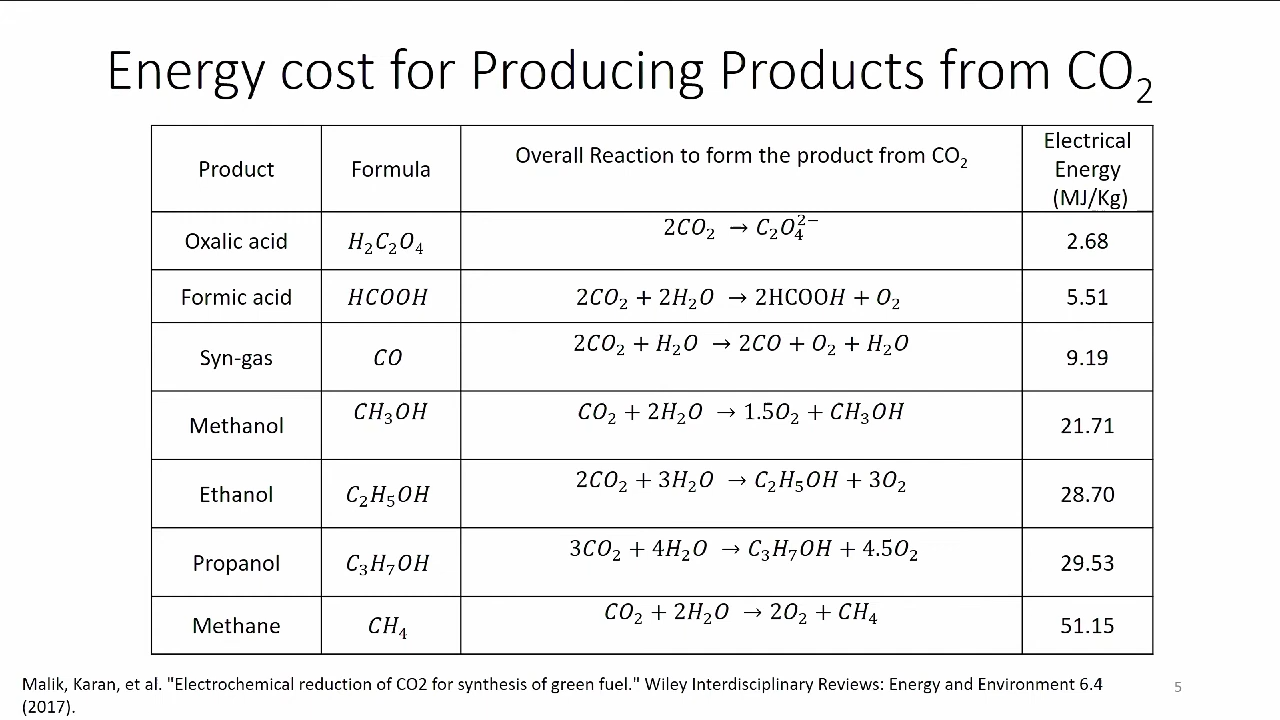 Energy cost for Producing Products from CO₂
Product Formula Overall Reaction to form the product from CO₂ Electrical Energy (MJ/Kg)
Oxalic acid H₂C₂O₄ 2CO₂ → C₂O₄²⁻ 2.68
Formic acid HCOOH 2CO₂ + 2H₂O → 2HCOOH + O₂ 5.51
Syn-gas CO 2CO₂ + H₂O → 2CO + O₂ + H₂O 9.19
Methanol CH₃OH CO₂ + 2H₂O → 1.5O₂ + CH₃OH 21.71
Ethanol C₂H₅OH 2CO₂ + 3H₂O → C₂H₅OH + 3O₂ 28.70
Propanol C₃H₇OH 3CO₂ + 4H₂O → C₃H₇OH + 4.5O₂ 29.53
Methane CH₄ CO₂ + 2H₂O → 2O₂ + CH₄ 51.15
Malik, Karan, et al. "Electrochemical reduction of CO2 for synthesis of green fuel." Wiley Interdisciplinary Reviews: Energy and Environment 6.4
(2017).
5